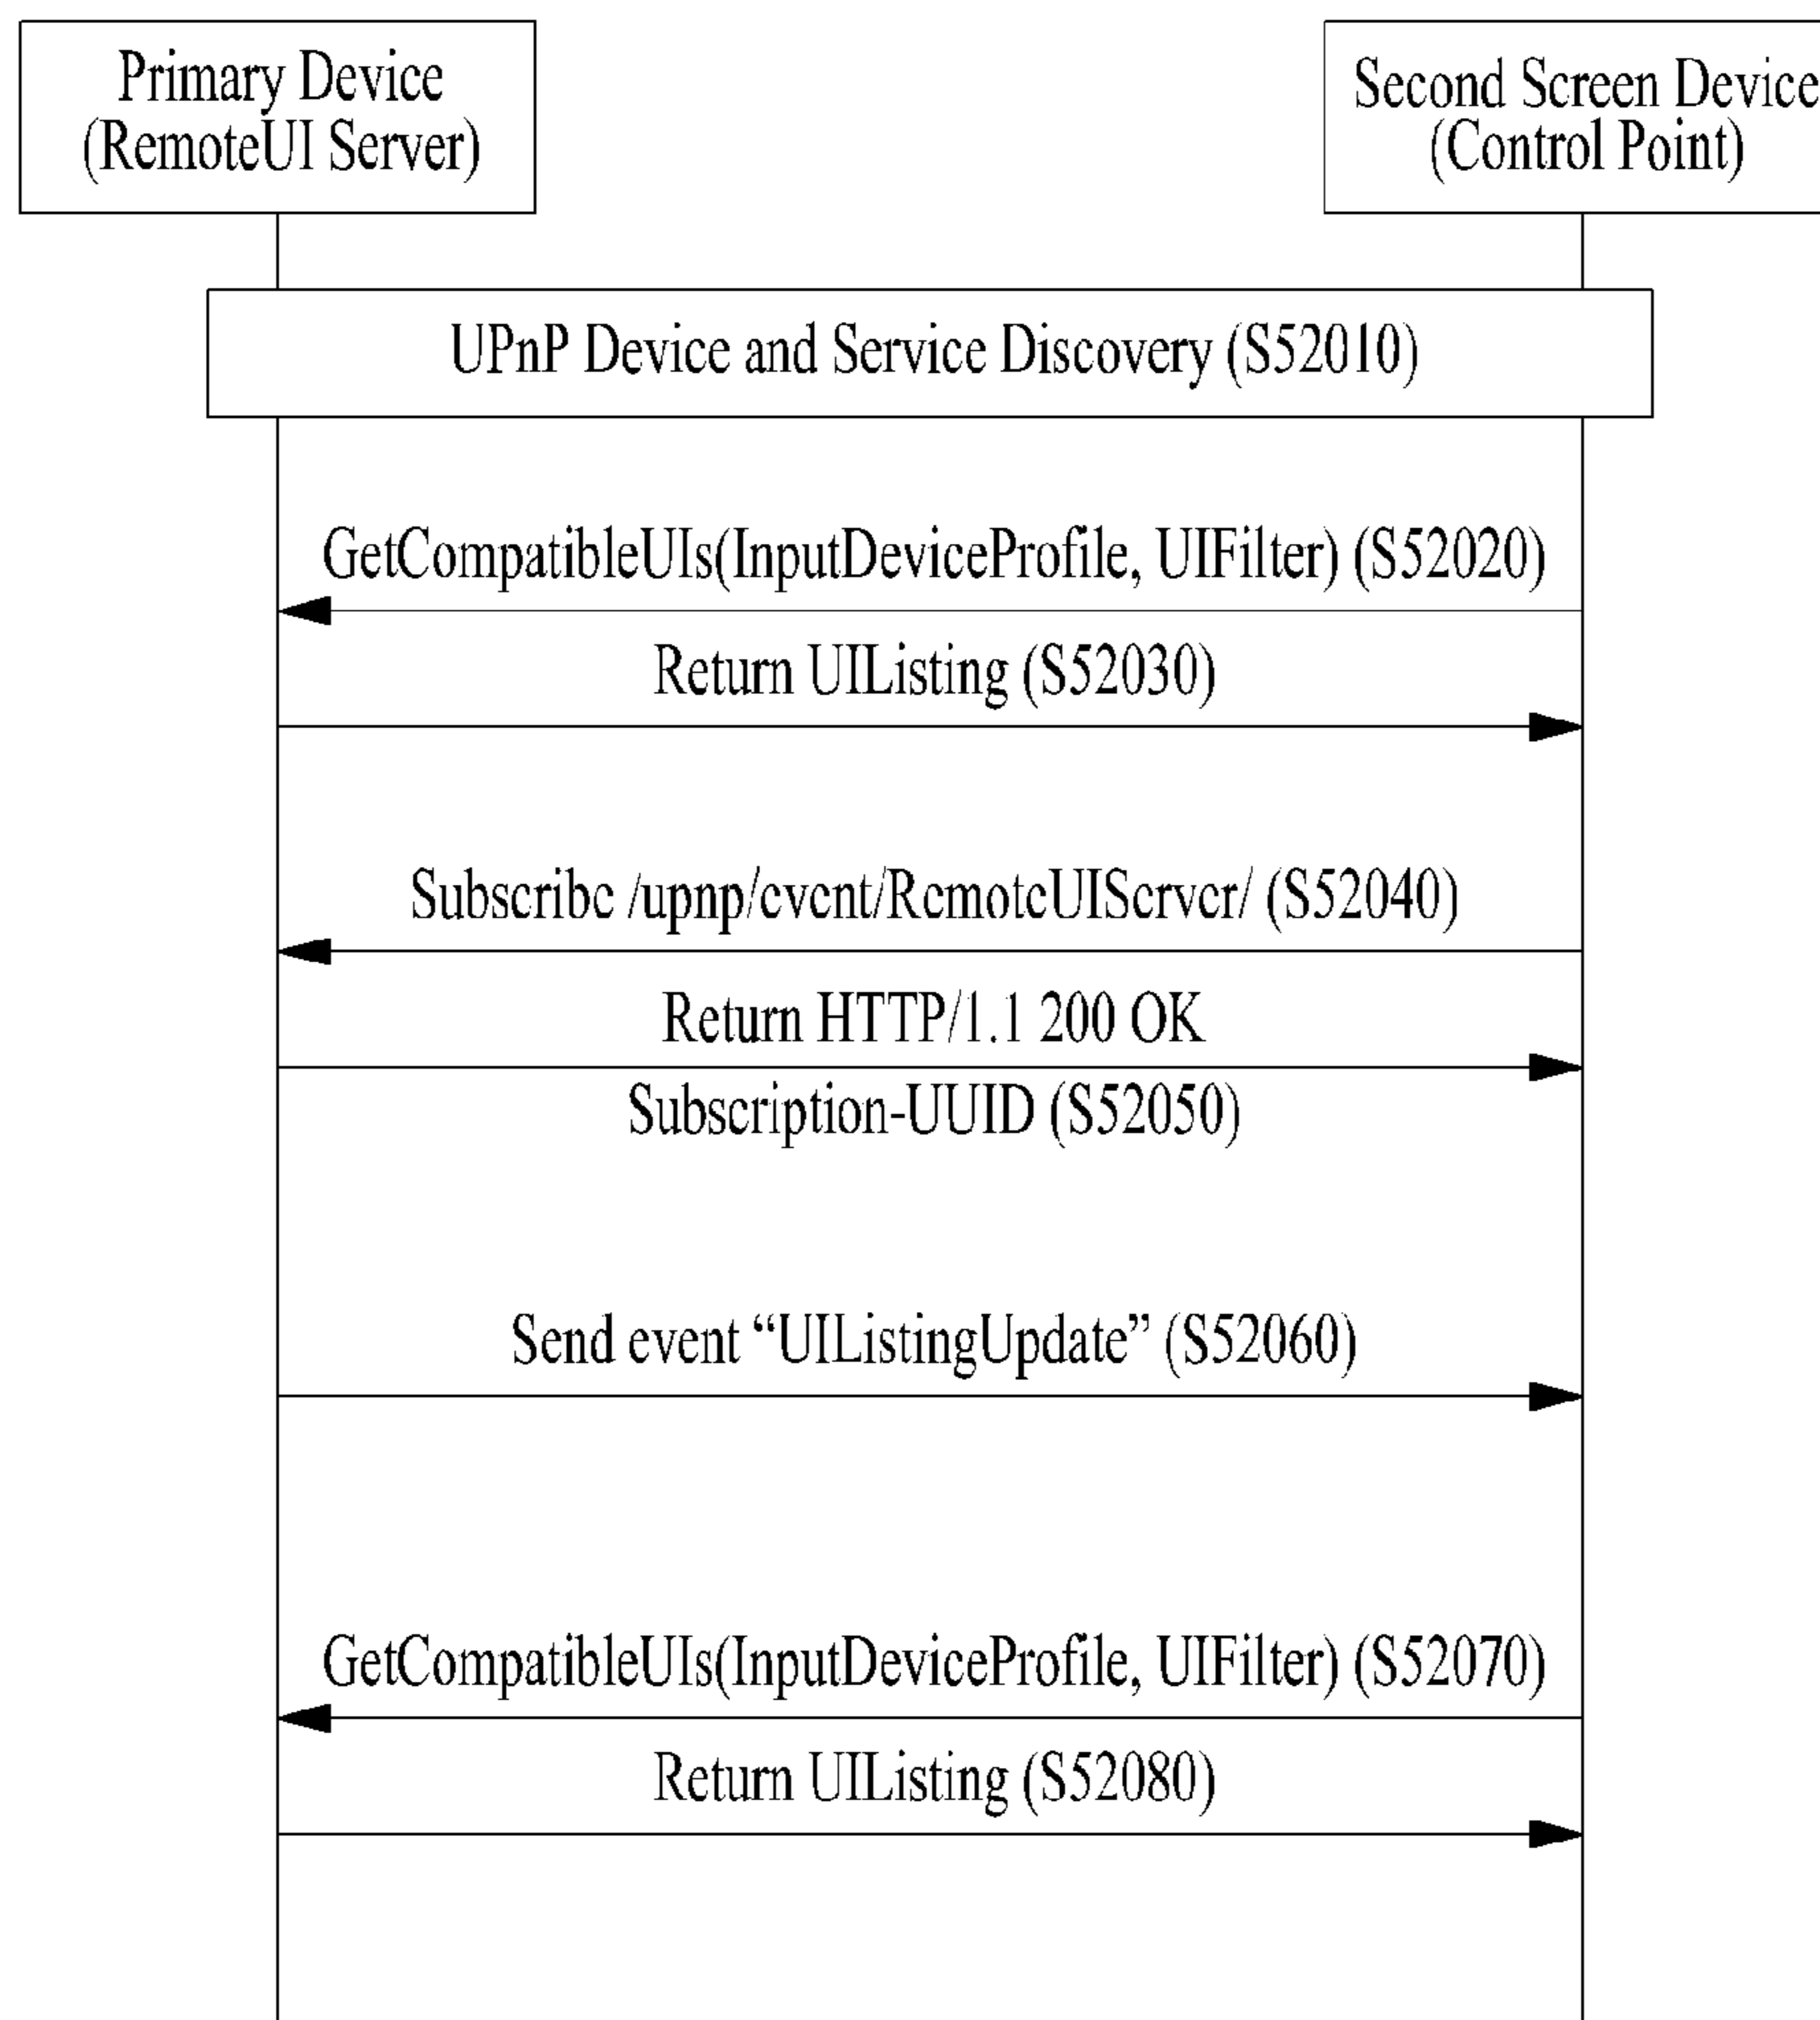 Primary Device
(RemoteUI Server)
Second Screen Device
(Control Point)
UPnP Device and Service Discovery (S52010)
GetCompatibleUIs(InputDeviceProfile, UIFilter) (S52020)
Return UIListing (S52030)
Subscribe /upnp/event/RemoteUIServer/ (S52040)
Return HTTP/1.1 200 OK
Subscription-UUID (S52050)
Send event “UIListingUpdate” (S52060)
GetCompatibleUIs(InputDeviceProfile, UIFilter) (S52070)
Return UIListing (S52080)